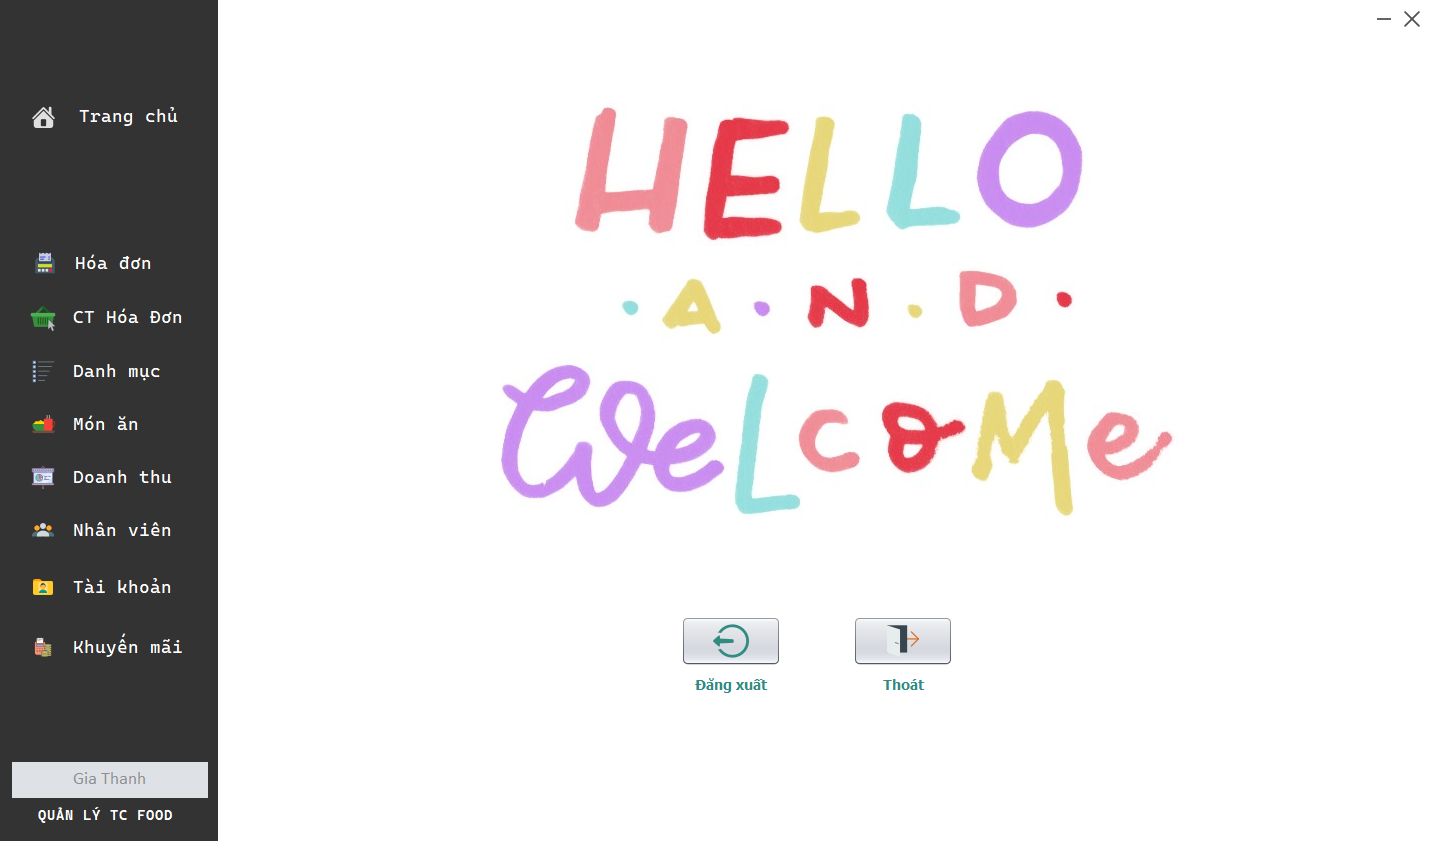 Trang chủ
Hóa đơn
CT Hóa Đơn
Danh mục
Món ăn
Doanh thu
Nhân viên
Tài khoản
Khuyến mãi
Gia Thanh
QUẢN LÝ TC FOOD
HELLO
· A · N · D ·
WeLcoMe
Đăng xuất
Thoát